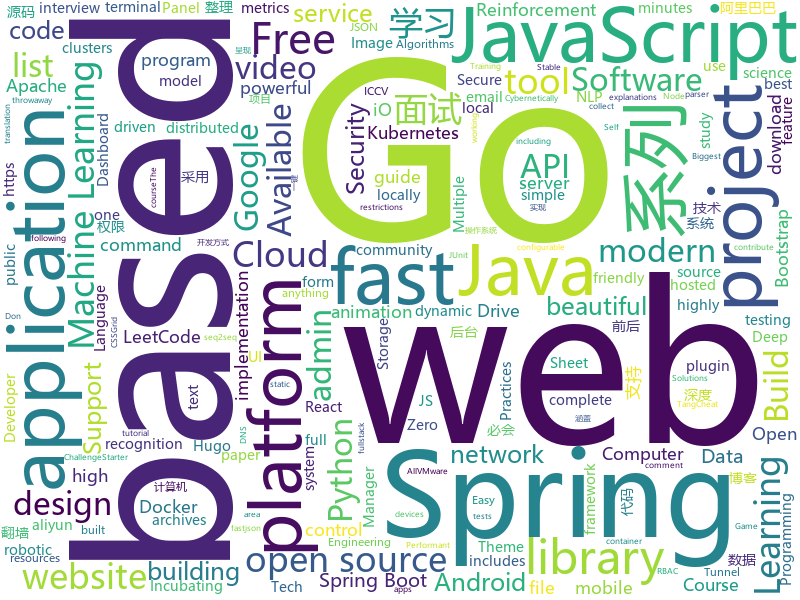 源码 interview 终端 Panel 整理
code
service
metrics
学习
Reinforcement
minutes
阿里巴巴
list
clusters
Free
Image
JSON
Algorithms
Apache
program
model
video
powerful
iO
NLP
email
Secure
use
science
best
driven
distributed
based
Go
JavaScript
tool
Software
面试
系列
project
download
feature
application
Machine Learning
Dashboard
throwaway
Google
Available
Security
Kubernetes
local
ICCV
Training
Cybernetically
Stable
Node
parser
explanations
working
translation
Biggest
Self
https
采用
courseThe
项目
呈现
study
guide
locally
API
server
simple
Multiple
collect
including
restrictions
一键
权限
one
技术
系统
public
command
platform
Cloud
community
Java
web
fast
modern
Bootstrap
contribute
source
JUnit
操作系统
configurable
实现
开发方式
following
Don
Developer
Support
Language
LeetCode
implementation
form
friendly
anything
admin
animation
dynamic
Drive
beautiful
hosted
highly
前后
后台
testing
Deep
seq2seq
UI
CSSGrid
text
Storage
Spring
plugin
Sheet
complete
Build
Solutions
TangCheat
static
React
JS
Zero
Practices
支持
深度
ChallengeStarter
recognition
Hugo
Python
full
tutorial
DNS
paper
system
Manager
network
Computer
Open
必会
comment
design
Docker
计算机
high
archives
control
framework
Data
博客
翻墙
aliyun
built
fullstack
open source
AllVMware
代码
Easy
tests
library
Learning
Programming
area
fastjson
devices
数据
Game
Performant
website
building
robotic
Theme
includes
Engineering
container
RBAC
Tunnel
resources
Incubating
Tech
Spring Boot
Android
file
mobile
Course
apps
涵盖